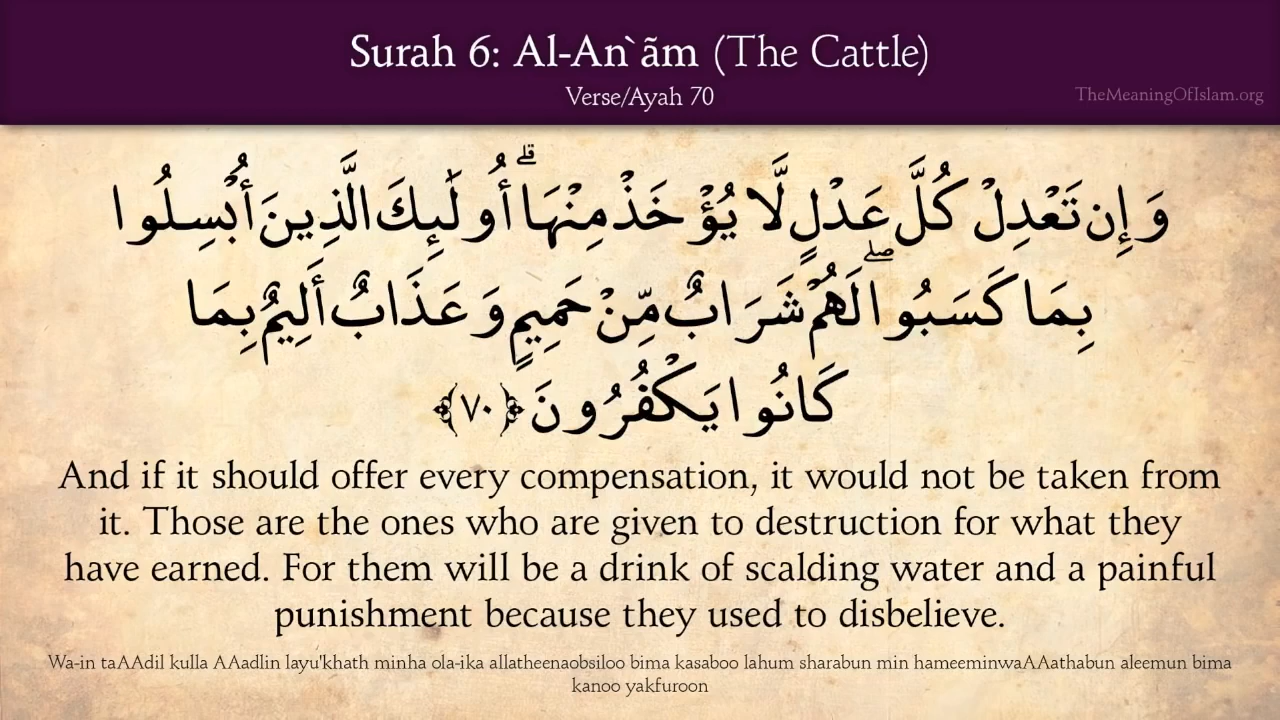 Surah 6: Al-An`ãm (The Cattle)
Verse/Ayah 70
TheMeaningOfIslam.org
وَإِن تَعْدِلْ كُلَّ عَدْلٍ لَّا يُؤْخَذْ مِنْهَا ۗ أُولَٰئِكَ الَّذِينَ أُبْسِلُوا
بِمَا كَسَبُوا ۖ لَهُمْ شَرَابٌ مِّنْ حَمِيمٍ وَعَذَابٌ أَلِيمٌ بِمَا
كَانُوا يَكْفُرُونَ ﴿٧٠﴾
And if it should offer every compensation, it would not be taken from
it. Those are the ones who are given to destruction for what they
have earned. For them will be a drink of scalding water and a painful
punishment because they used to disbelieve.
Wa-in taAAdil kulla AAadlin layu'khath minha ola-ika allatheenaobsiloo bima kasaboo lahum sharabun min hameeminwaAAathabun aleemun bima
kanoo yakfuroon